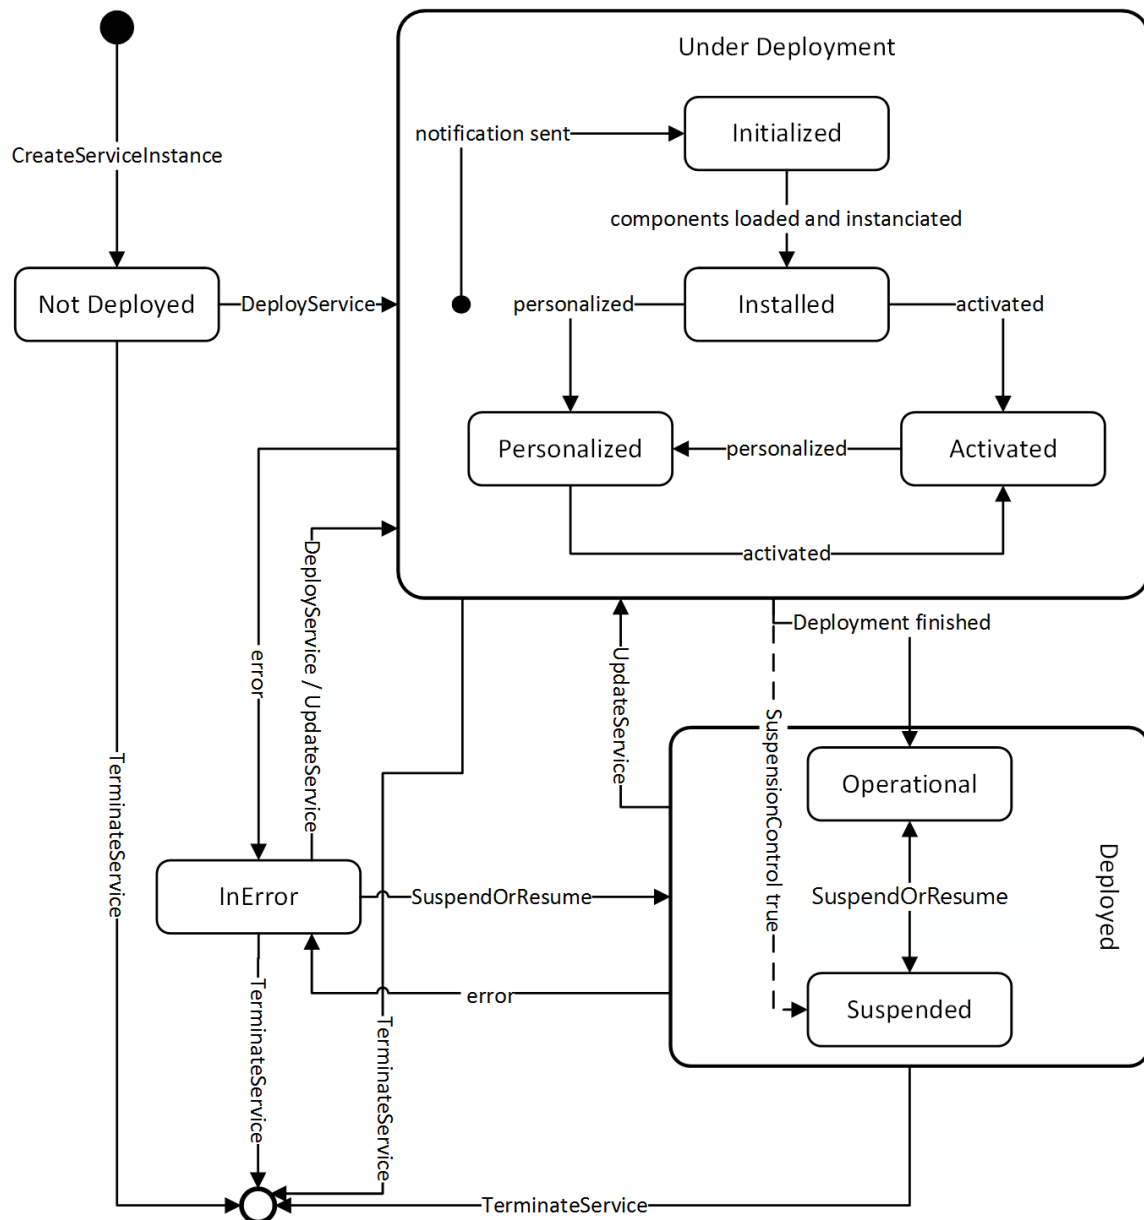 Under Deployment
notification sent
Initialized
CreateServiceInstance
components loaded and instanciated
Not Deployed
DeployService
personalized
Installed
activated
Personalized
personalized
Activated
activated
error
DeployService / UpdateService
TerminateService
UpdateService
Deployment finished
SuspensionControl true
Operational
SuspendOrResume
Suspended
Deployed
InError
SuspendOrResume
error
TerminateService
TerminateService
TerminateService